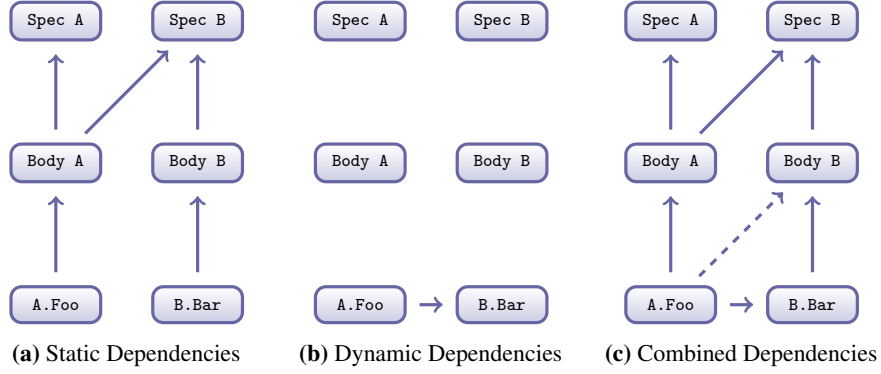 Spec A Spec B Spec A Spec B Spec A Spec B
Body A Body B Body A Body B Body A Body B
A.Foo B.Bar A.Foo B.Bar A.Foo B.Bar
(a) Static Dependencies (b) Dynamic Dependencies (c) Combined Dependencies